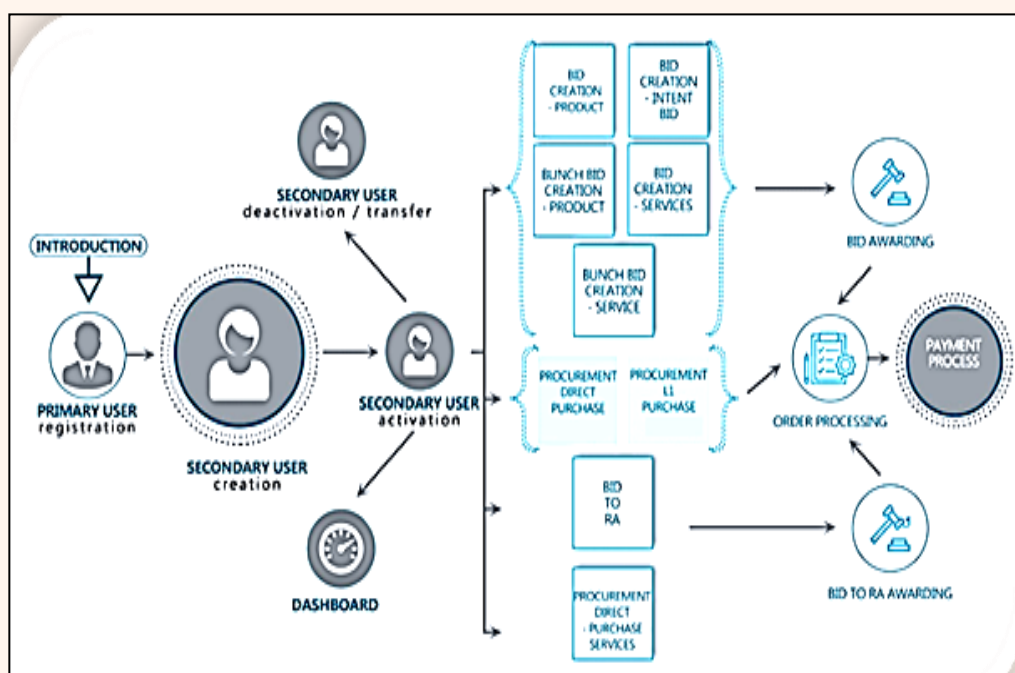 INTRODUCTION
PRIMARY USER
registration
SECONDARY USER
creation
SECONDARY USER
deactivation / transfer
SECONDARY USER
activation
DASHBOARD
BID
CREATION
- PRODUCT
BID
CREATION
- INTENT
BID
BUNCH BID
CREATION
- PRODUCT
BID
CREATION
- SERVICES
BUNCH BID
CREATION
- SERVICE
PROCUREMENT
DIRECT
PURCHASE
PROCUREMENT
L1
PURCHASE
BID
TO
RA
PROCUREMENT
DIRECT
- PURCHASE
SERVICES
BID AWARDING
ORDER PROCESSING
BID TO RA AWARDING
PAYMENT
PROCESS